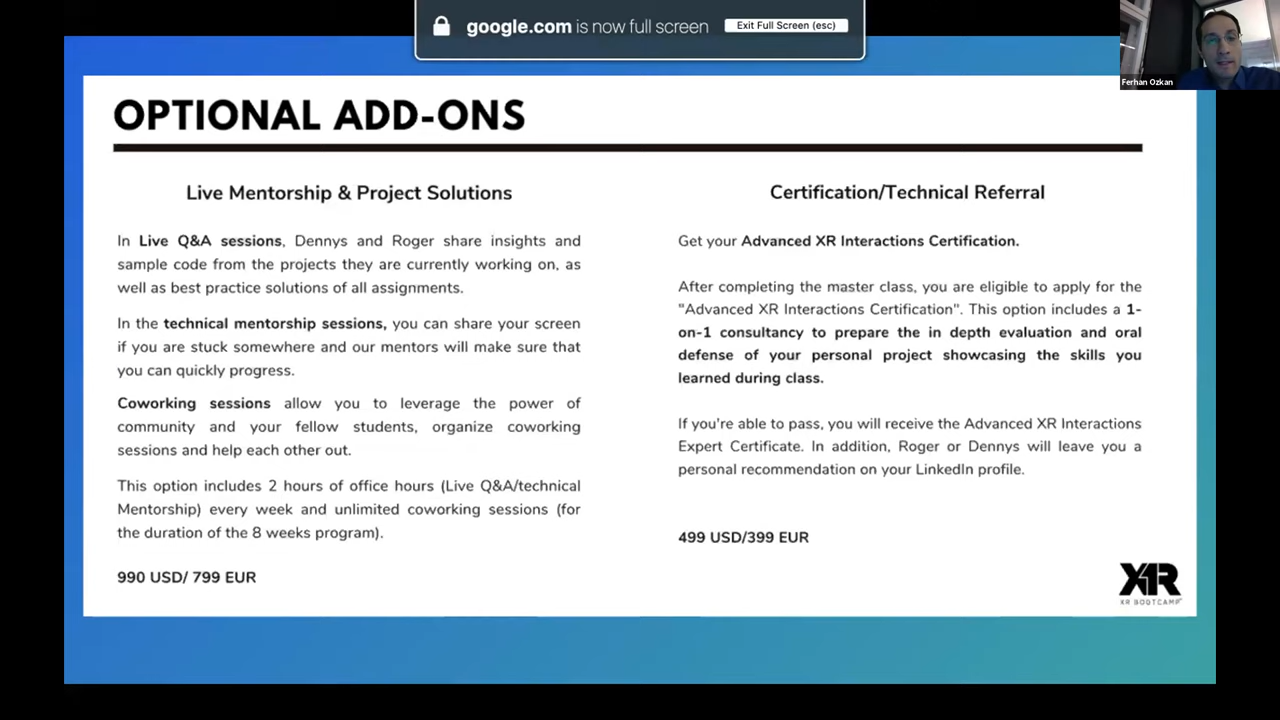 google.com is now full screen
Exit Full Screen (esc)
Ferhan Ozkan
OPTIONAL ADD-ONS
Live Mentorship & Project Solutions
In Live Q&A sessions, Dennys and Roger share insights and
sample code from the projects they are currently working on, as
well as best practice solutions of all assignments.
In the technical mentorship sessions, you can share your screen
if you are stuck somewhere and our mentors will make sure that
you can quickly progress.
Coworking sessions allow you to leverage the power of
community and your fellow students, organize coworking
sessions and help each other out.
This option includes 2 hours of office hours (Live Q&A/technical
Mentorship) every week and unlimited coworking sessions (for
the duration of the 8 weeks program).
990 USD/ 799 EUR
Certification/Technical Referral
Get your Advanced XR Interactions Certification.
After completing the master class, you are eligible to apply for the
"Advanced XR Interactions Certification". This option includes a 1-
on-1 consultancy to prepare the in depth evaluation and oral
defense of your personal project showcasing the skills you
learned during class.
If you're able to pass, you will receive the Advanced XR Interactions
Expert Certificate. In addition, Roger or Dennys will leave you a
personal recommendation on your LinkedIn profile.
499 USD/399 EUR
XR
XR BOOTCAMP